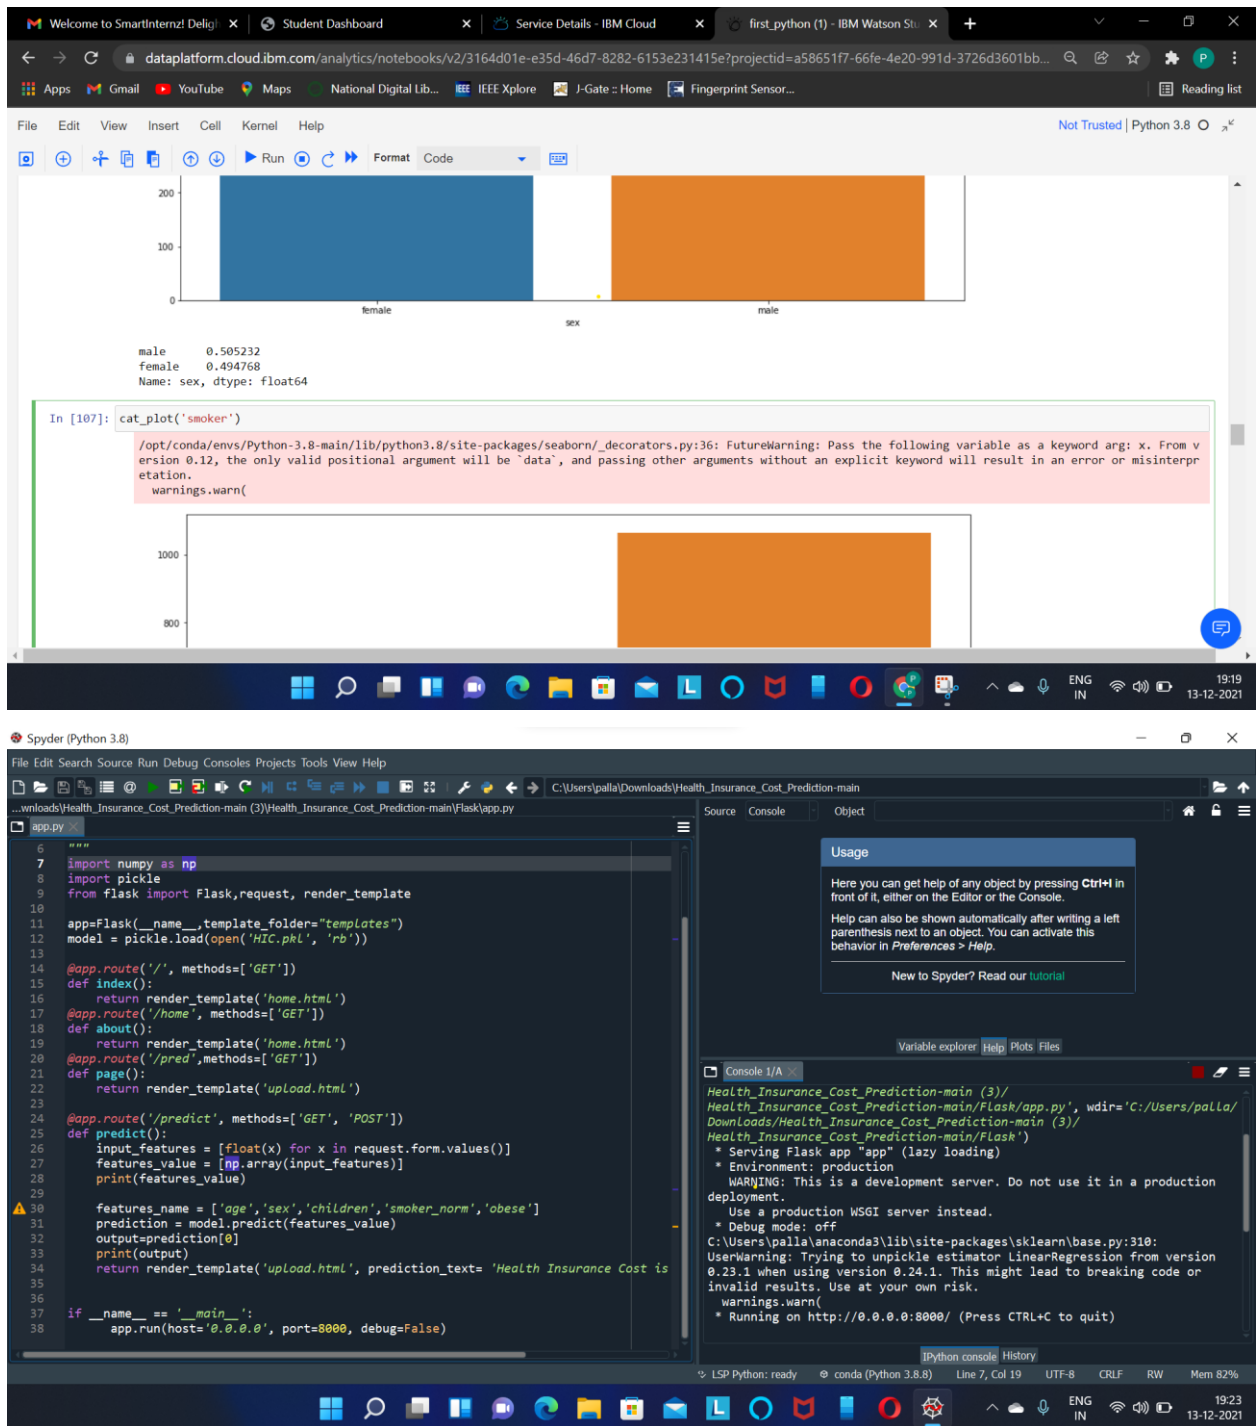 Welcome to SmartInternz! Deligh
Student Dashboard
Service Details - IBM Cloud
first_python (1) - IBM Watson Stu
dataplatform.cloud.ibm.com/analytics/notebooks/v2/3164d01e-e35d-46d7-8282-6153e231415e?projectid=a58651f7-66fe-4e20-991d-3726d3601bb...
P
Apps Gmail YouTube Maps National Digital Lib... IEEE IEEE Xplore J-Gate :: Home Fingerprint Sensor... Reading list
File Edit View Insert Cell Kernel Help Not Trusted | Python 3.8
Run Format Code
200
100
0
female male
sex
male 0.505232
female 0.494768
Name: sex, dtype: float64
In [107]: cat_plot('smoker')
/opt/conda/envs/Python-3.8-main/lib/python3.8/site-packages/seaborn/_decorators.py:36: FutureWarning: Pass the following variable as a keyword arg: x. From v
ersion 0.12, the only valid positional argument will be `data`, and passing other arguments without an explicit keyword will result in an error or misinterpr
etation.
warnings.warn(
1000
800
L
ENG
IN
19:19
13-12-2021
Spyder (Python 3.8)
File Edit Search Source Run Debug Consoles Projects Tools View Help
C:\Users\palla\Downloads\Health_Insurance_Cost_Prediction-main
...wnloads\Health_Insurance_Cost_Prediction-main (3)\Health_Insurance_Cost_Prediction-main\Flask\app.py
app.py
6 """
7 import numpy as np
8 import pickle
9 from flask import Flask,request, render_template
10
11 app=Flask(__name__,template_folder="templates")
12 model = pickle.load(open('HIC.pkl', 'rb'))
13
14 @app.route('/', methods=['GET'])
15 def index():
16 return render_template('home.html')
17 @app.route('/home', methods=['GET'])
18 def about():
19 return render_template('home.html')
20 @app.route('/pred',methods=['GET'])
21 def page():
22 return render_template('upload.html')
23
24 @app.route('/predict', methods=['GET', 'POST'])
25 def predict():
26 input_features = [float(x) for x in request.form.values()]
27 features_value = [np.array(input_features)]
28 print(features_value)
29
30 features_name = ['age','sex','children','smoker_norm','obese']
31 prediction = model.predict(features_value)
32 output=prediction[0]
33 print(output)
34 return render_template('upload.html', prediction_text= 'Health Insurance Cost is
35
36
37 if __name__ == '__main__':
38 app.run(host='0.0.0.0', port=8000, debug=False)
Source Console Object
Usage
Here you can get help of any object by pressing Ctrl+I in
front of it, either on the Editor or the Console.
Help can also be shown automatically after writing a left
parenthesis next to an object. You can activate this
behavior in Preferences > Help.
New to Spyder? Read our tutorial
Variable explorer Help Plots Files
Console 1/A
Health_Insurance_Cost_Prediction-main (3)/
Health_Insurance_Cost_Prediction-main/Flask/app.py', wdir='C:/Users/palla/
Downloads/Health_Insurance_Cost_Prediction-main (3)/
Health_Insurance_Cost_Prediction-main/Flask')
* Serving Flask app "app" (lazy loading)
* Environment: production
WARNING: This is a development server. Do not use it in a production
deployment.
Use a production WSGI server instead.
* Debug mode: off
C:\Users\palla\anaconda3\lib\site-packages\sklearn\base.py:310:
UserWarning: Trying to unpickle estimator LinearRegression from version
0.23.1 when using version 0.24.1. This might lead to breaking code or
invalid results. Use at your own risk.
warnings.warn(
* Running on http://0.0.0.0:8000/ (Press CTRL+C to quit)
IPython console History
LSP Python: ready conda (Python 3.8.8) Line 7, Col 19 UTF-8 CRLF RW Mem 82%
L
ENG
IN
19:23
13-12-2021